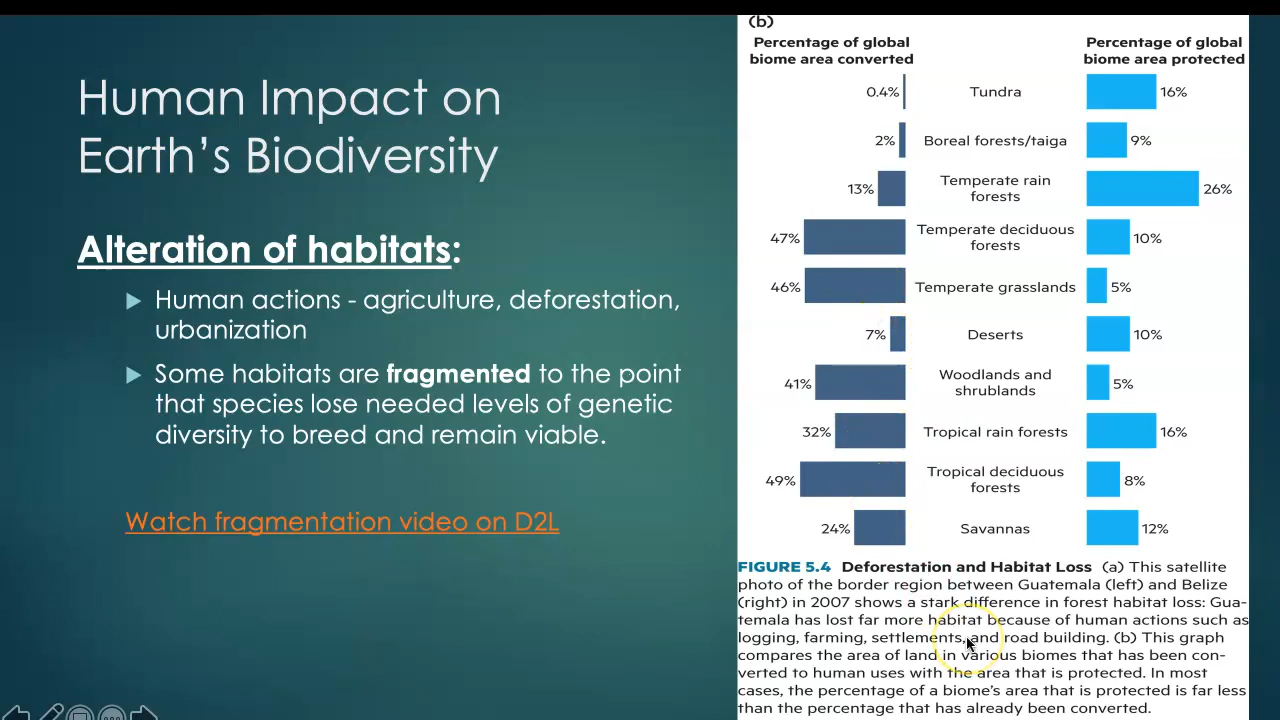 Human Impact on
Earth's Biodiversity
Alteration of habitats:
Human actions - agriculture, deforestation,
urbanization
Some habitats are fragmented to the point
that species lose needed levels of genetic
diversity to breed and remain viable.
Watch fragmentation video on D2L
(b)
Percentage of global
biome area converted
Percentage of global
biome area protected
0.4% Tundra 16%
2% Boreal forests/taiga 9%
13% Temperate rain
forests 26%
47% Temperate deciduous
forests 10%
46% Temperate grasslands 5%
7% Deserts 10%
41% Woodlands and
shrublands 5%
32% Tropical rain forests 16%
49% Tropical deciduous
forests 8%
24% Savannas 12%
FIGURE 5.4 Deforestation and Habitat Loss (a) This satellite
photo of the border region between Guatemala (left) and Belize
(right) in 2007 shows a stark difference in forest habitat loss: Gua-
temala has lost far more habitat because of human actions such as
logging, farming, settlements, and road building. (b) This graph
compares the area of land in various biomes that has been con-
verted to human uses with the area that is protected. In most
cases, the percentage of a biome's area that is protected is far less
than the percentage that has already been converted.